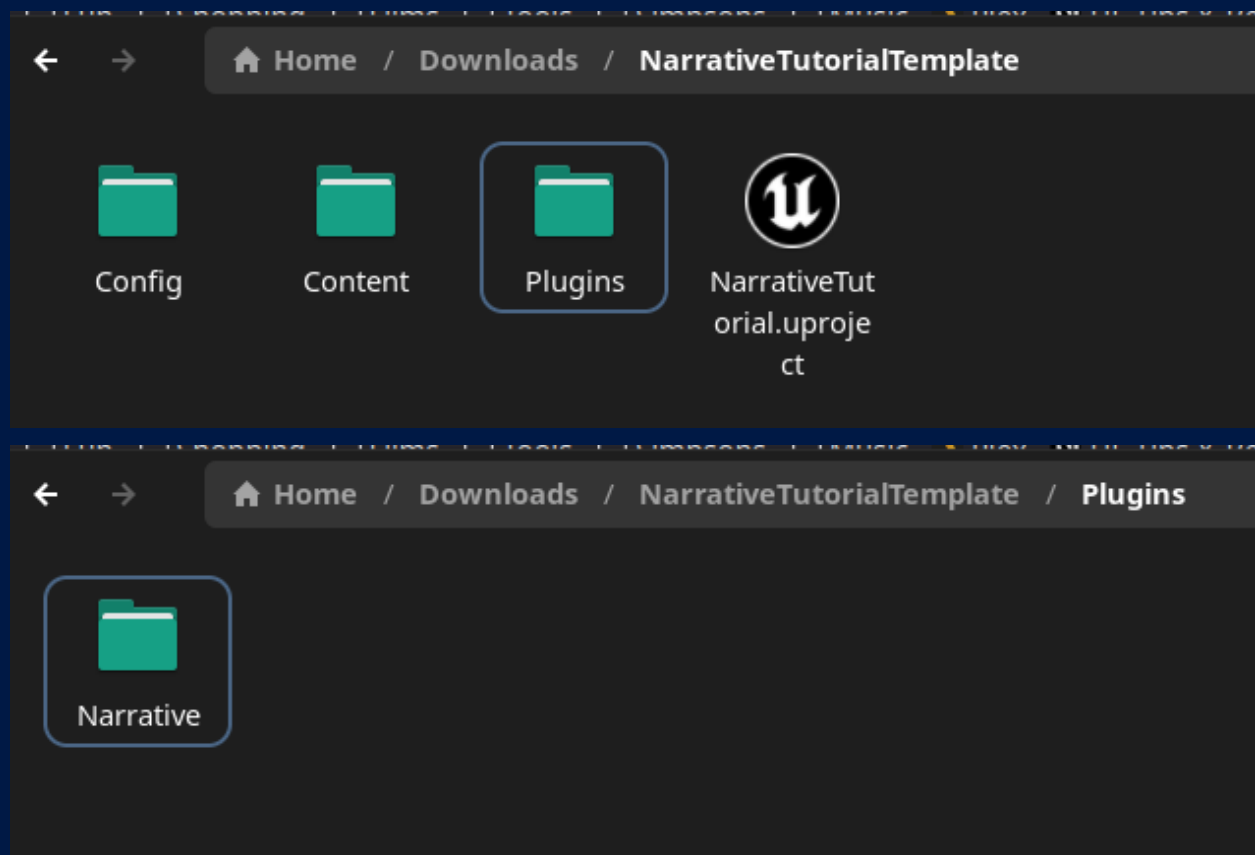 Home / Downloads / NarrativeTutorialTemplate
Config
Content
Plugins
NarrativeTut
orial.uproje
ct
Home / Downloads / NarrativeTutorialTemplate / Plugins
Narrative